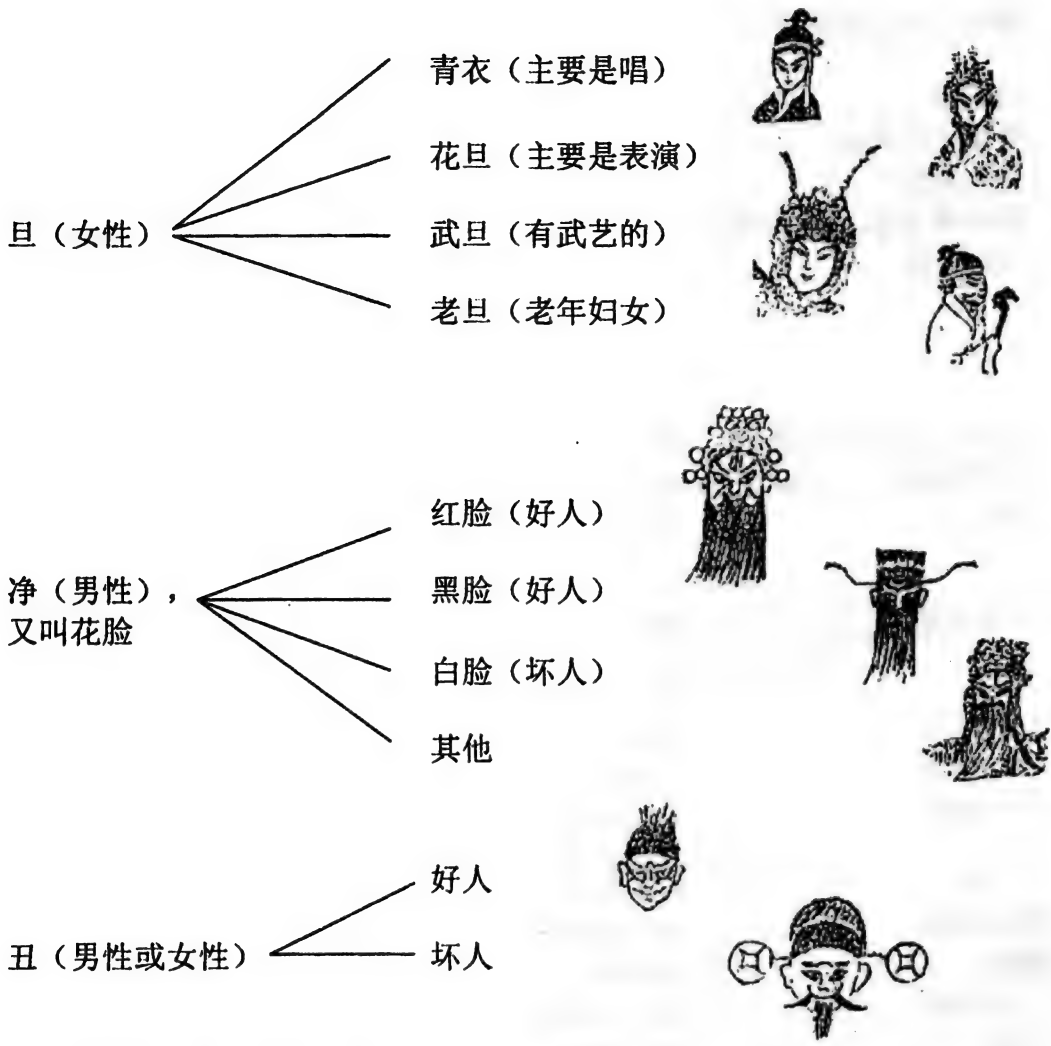 青衣（主要是唱）
花旦（主要是表演）
旦（女性）
武旦（有武艺的）
老旦（老年妇女）
红脸（好人）
净（男性），
又叫花脸
黑脸（好人）
白脸（坏人）
其他
好人
丑（男性或女性）
坏人